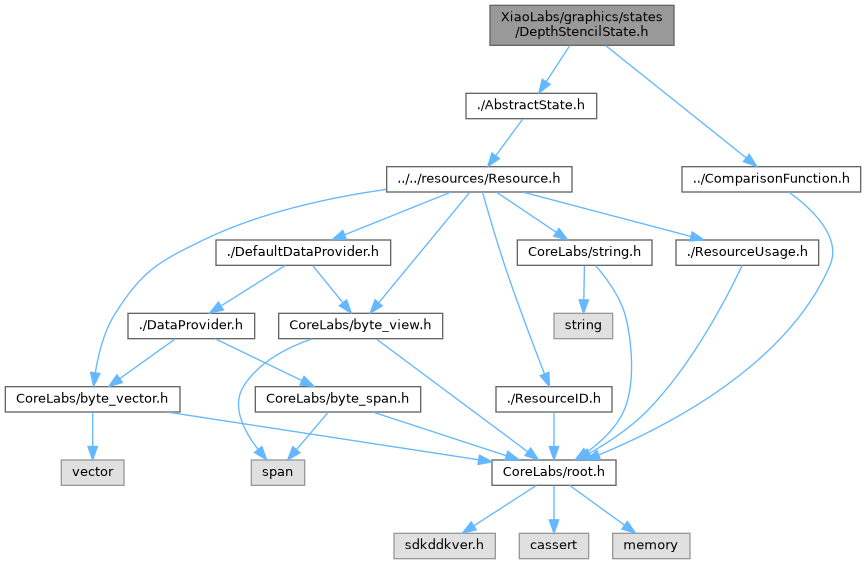 XiaoLabs/graphics/states
/DepthStencilState.h
./AbstractState.h
../../resources/Resource.h
../ComparisonFunction.h
./DefaultDataProvider.h
CoreLabs/string.h
./ResourceUsage.h
./DataProvider.h
CoreLabs/byte_view.h
string
CoreLabs/byte_vector.h
CoreLabs/byte_span.h
./ResourceID.h
vector
span
CoreLabs/root.h
sdkddkver.h
cassert
memory